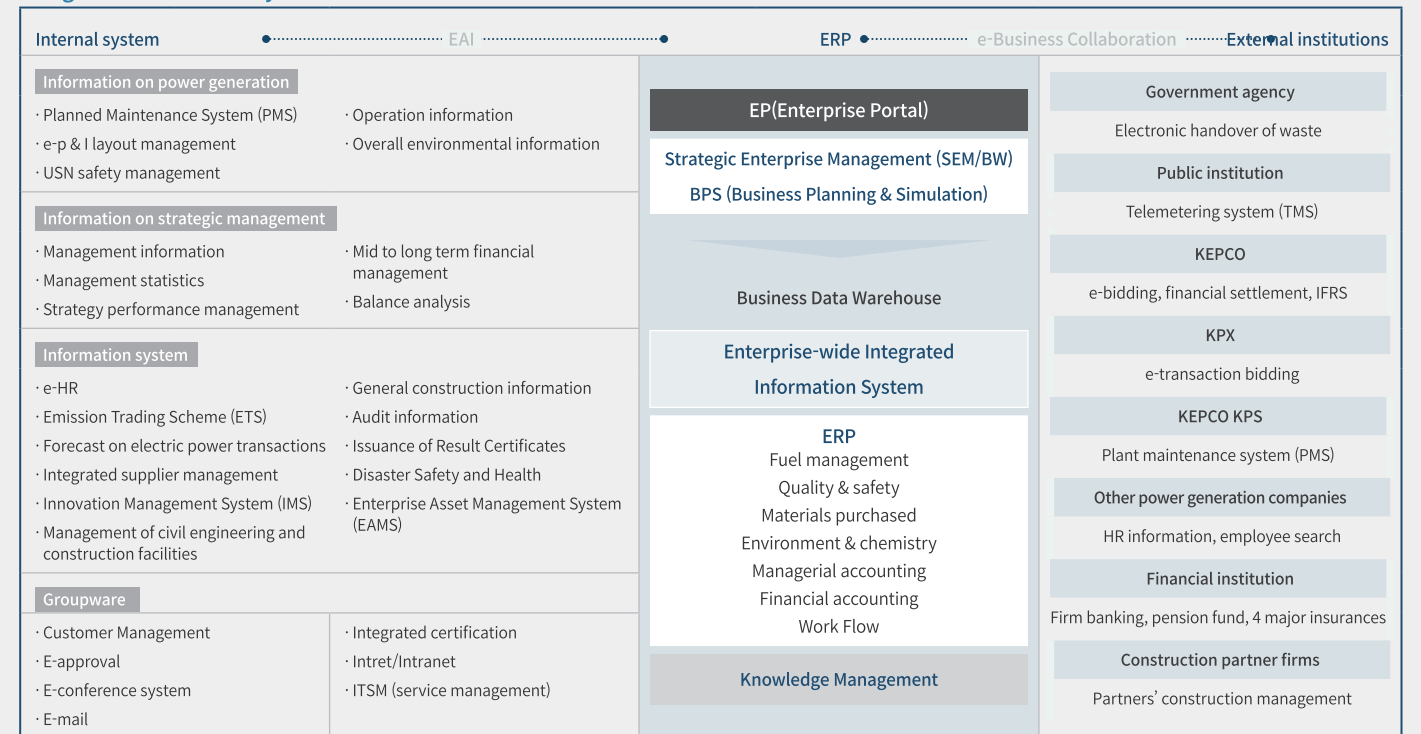 Internal system
EAI
ERP
e-Business Collaboration
External institutions
Information on power generation
· Planned Maintenance System (PMS)
· e-p & I layout management
· USN safety management
· Operation information
· Overall environmental information
Information on strategic management
· Management information
· Management statistics
· Strategy performance management
· Mid to long term financial
management
· Balance analysis
Information system
· e-HR
· Emission Trading Scheme (ETS)
· Forecast on electric power transactions
· Integrated supplier management
· Innovation Management System (IMS)
· Management of civil engineering and
construction facilities
· General construction information
· Audit information
· Issuance of Result Certificates
· Disaster Safety and Health
· Enterprise Asset Management System
(EAMS)
Groupware
· Customer Management
· E-approval
· E-conference system
· E-mail
· Integrated certification
· Intret/Intranet
· ITSM (service management)
EP(Enterprise Portal)
Strategic Enterprise Management (SEM/BW)
BPS (Business Planning & Simulation)
Business Data Warehouse
Enterprise-wide Integrated
Information System
ERP
Fuel management
Quality & safety
Materials purchased
Environment & chemistry
Managerial accounting
Financial accounting
Work Flow
Knowledge Management
Government agency
Electronic handover of waste
Public institution
Telemetering system (TMS)
KEPCO
e-bidding, financial settlement, IFRS
KPX
e-transaction bidding
KEPCO KPS
Plant maintenance system (PMS)
Other power generation companies
HR information, employee search
Financial institution
Firm banking, pension fund, 4 major insurances
Construction partner firms
Partners’ construction management